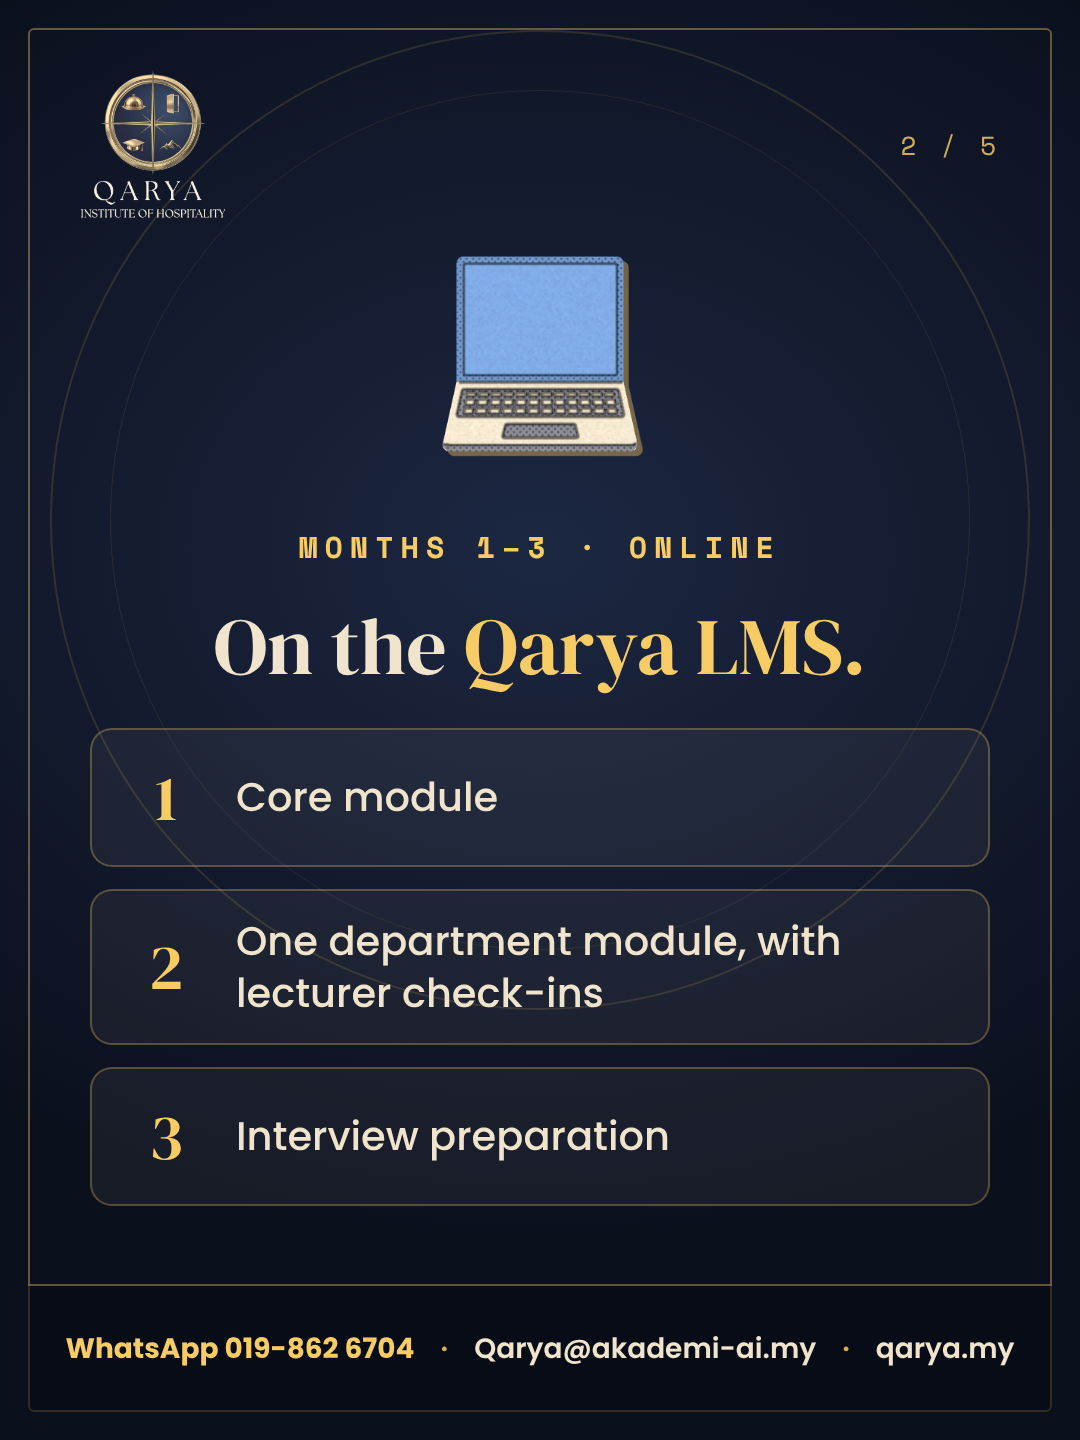 QARYA
INSTITUTE OF HOSPITALITY
2 / 5
MONTHS 1–3 · ONLINE
On the Qarya LMS.
1 Core module
2 One department module, with
lecturer check-ins
3 Interview preparation
WhatsApp 019-862 6704 · Qarya@akademi-ai.my · qarya.my